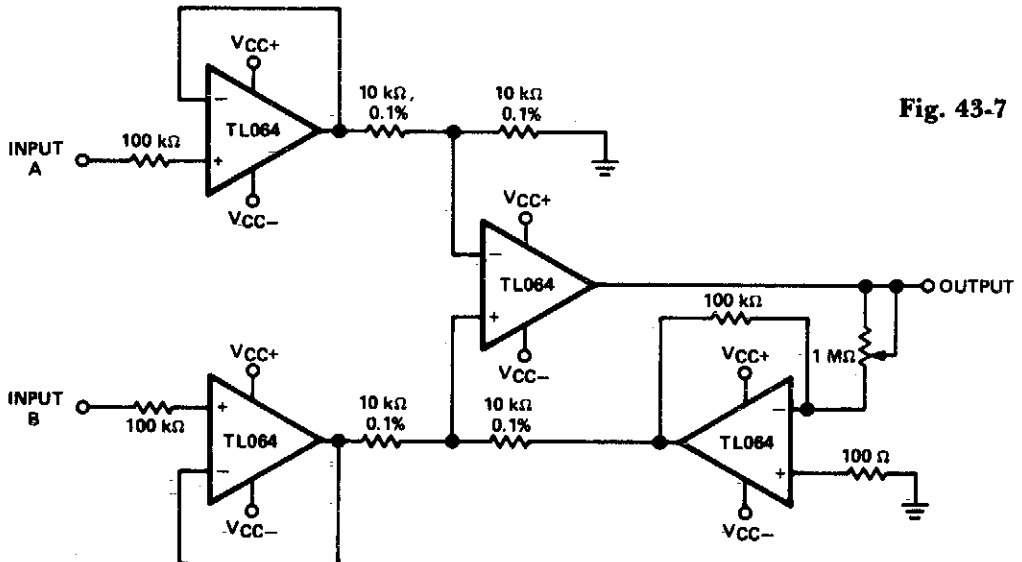 VCC+
10 kΩ,
0.1%
10 kΩ
0.1%
Fig. 43-7
100 kΩ
−
TL064
+
INPUT
A
VCC−
VCC+
−
TL064
+
VCC−
OUTPUT
100 kΩ
1 MΩ
VCC+
INPUT
B
100 kΩ
+
TL064
−
VCC−
10 kΩ
0.1%
10 kΩ
0.1%
VCC+
−
TL064
+
VCC−
100 Ω